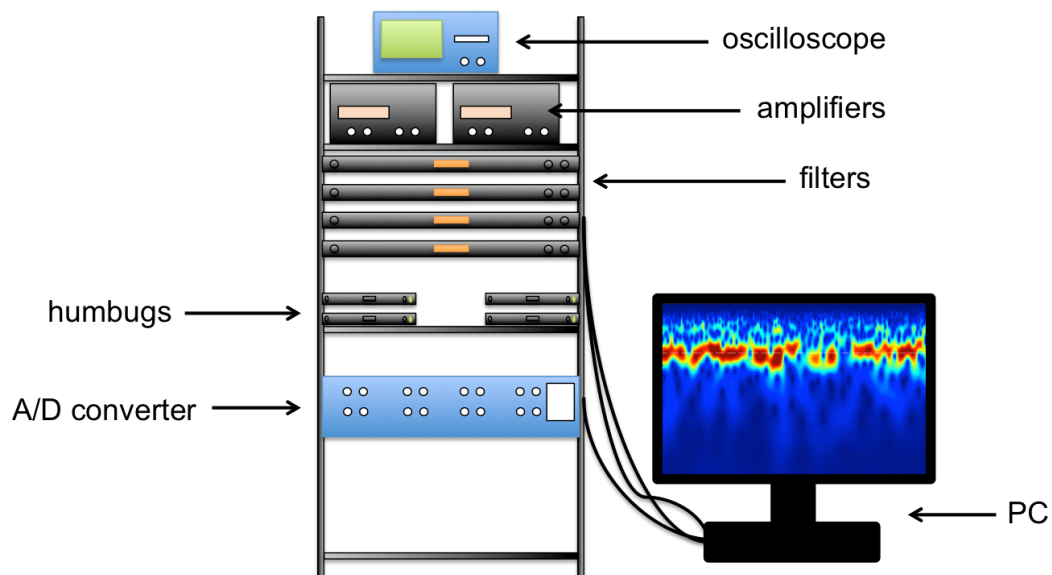 oscilloscope
amplifiers
filters
humbugs
A/D converter
PC